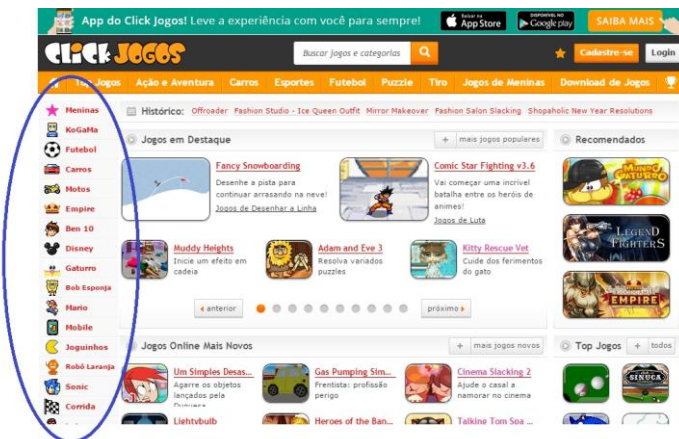 App do Click Jogos! Leve a experiência com você para sempre!
Baixar na App Store
DISPONÍVEL NO Google play
SAIBA MAIS
CLiCK JOGOS
Buscar jogos e categorias
Cadastre-se
Login
Top Jogos Ação e Aventura Carros Esportes Futebol Puzzle Tiro Jogos de Meninas Download de Jogos
Meninas
KoGaMa
Futebol
Carros
Motos
Empire
Ben 10
Disney
Gaturro
Bob Esponja
Mario
Mobile
Joguinhos
Robô Laranja
Sonic
Corrida
Histórico: Offroader Fashion Studio - Ice Queen Outfit Mirror Makeover Fashion Salon Slacking Shopaholic New Year Resolutions
Jogos em Destaque
+ mais jogos populares
Fancy Snowboarding
Desenhe a pista para
continuar arrasando na neve!
Jogos de Desenhar a Linha
Comic Star Fighting v3.6
Vai começar uma incrível
batalha entre os heróis de
animes!
Jogos de Luta
Muddy Heights
Inicie um efeito em
cadeia
Adam and Eve 3
Resolva variados
puzzles
Kitty Rescue Vet
Cuide dos ferimentos
do gato
anterior
próximo
Recomendados
MUNDO
GATURRO
LEGEND
FIGHTERS
EMPIRE
Jogos Online Mais Novos
+ mais jogos novos
Um Simples Desas...
Agarre os objetos
lançados pela
Gas Pumping Sim...
Frentista: profissão
perigo
Cinema Slacking 2
Ajude o casal a
namorar no cinema
Lightybulb
Heroes of the Ban...
Talking Tom Spa ...
Top Jogos
+ todos
SINUCA